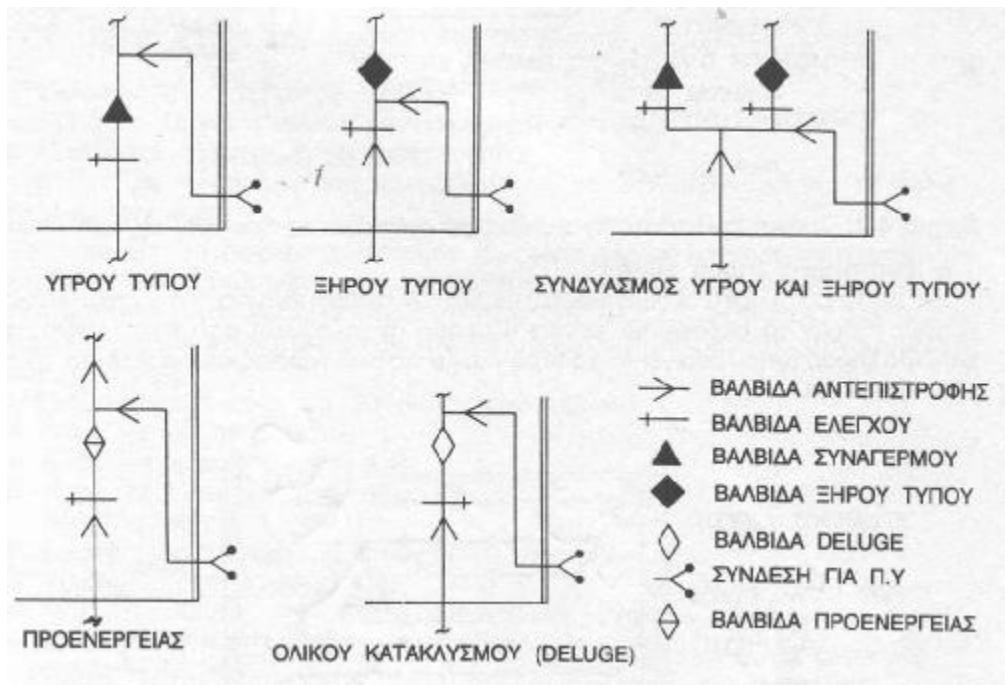 ΥΓΡΟΥ ΤΥΠΟΥ
ΞΗΡΟΥ ΤΥΠΟΥ
ΣΥΝΔΥΑΣΜΟΣ ΥΓΡΟΥ ΚΑΙ ΞΗΡΟΥ ΤΥΠΟΥ
ΠΡΟΕΝΕΡΓΕΙΑΣ
ΟΛΙΚΟΥ ΚΑΤΑΚΛΥΣΜΟΥ (DELUGE)
ΒΑΛΒΙΔΑ ΑΝΤΕΠΙΣΤΡΟΦΗΣ
ΒΑΛΒΙΔΑ ΕΛΕΓΧΟΥ
ΒΑΛΒΙΔΑ ΣΥΝΑΓΕΡΜΟΥ
ΒΑΛΒΙΔΑ ΞΗΡΟΥ ΤΥΠΟΥ
ΒΑΛΒΙΔΑ DELUGE
ΣΥΝΔΕΣΗ ΓΙΑ Π.Υ
ΒΑΛΒΙΔΑ ΠΡΟΕΝΕΡΓΕΙΑΣ